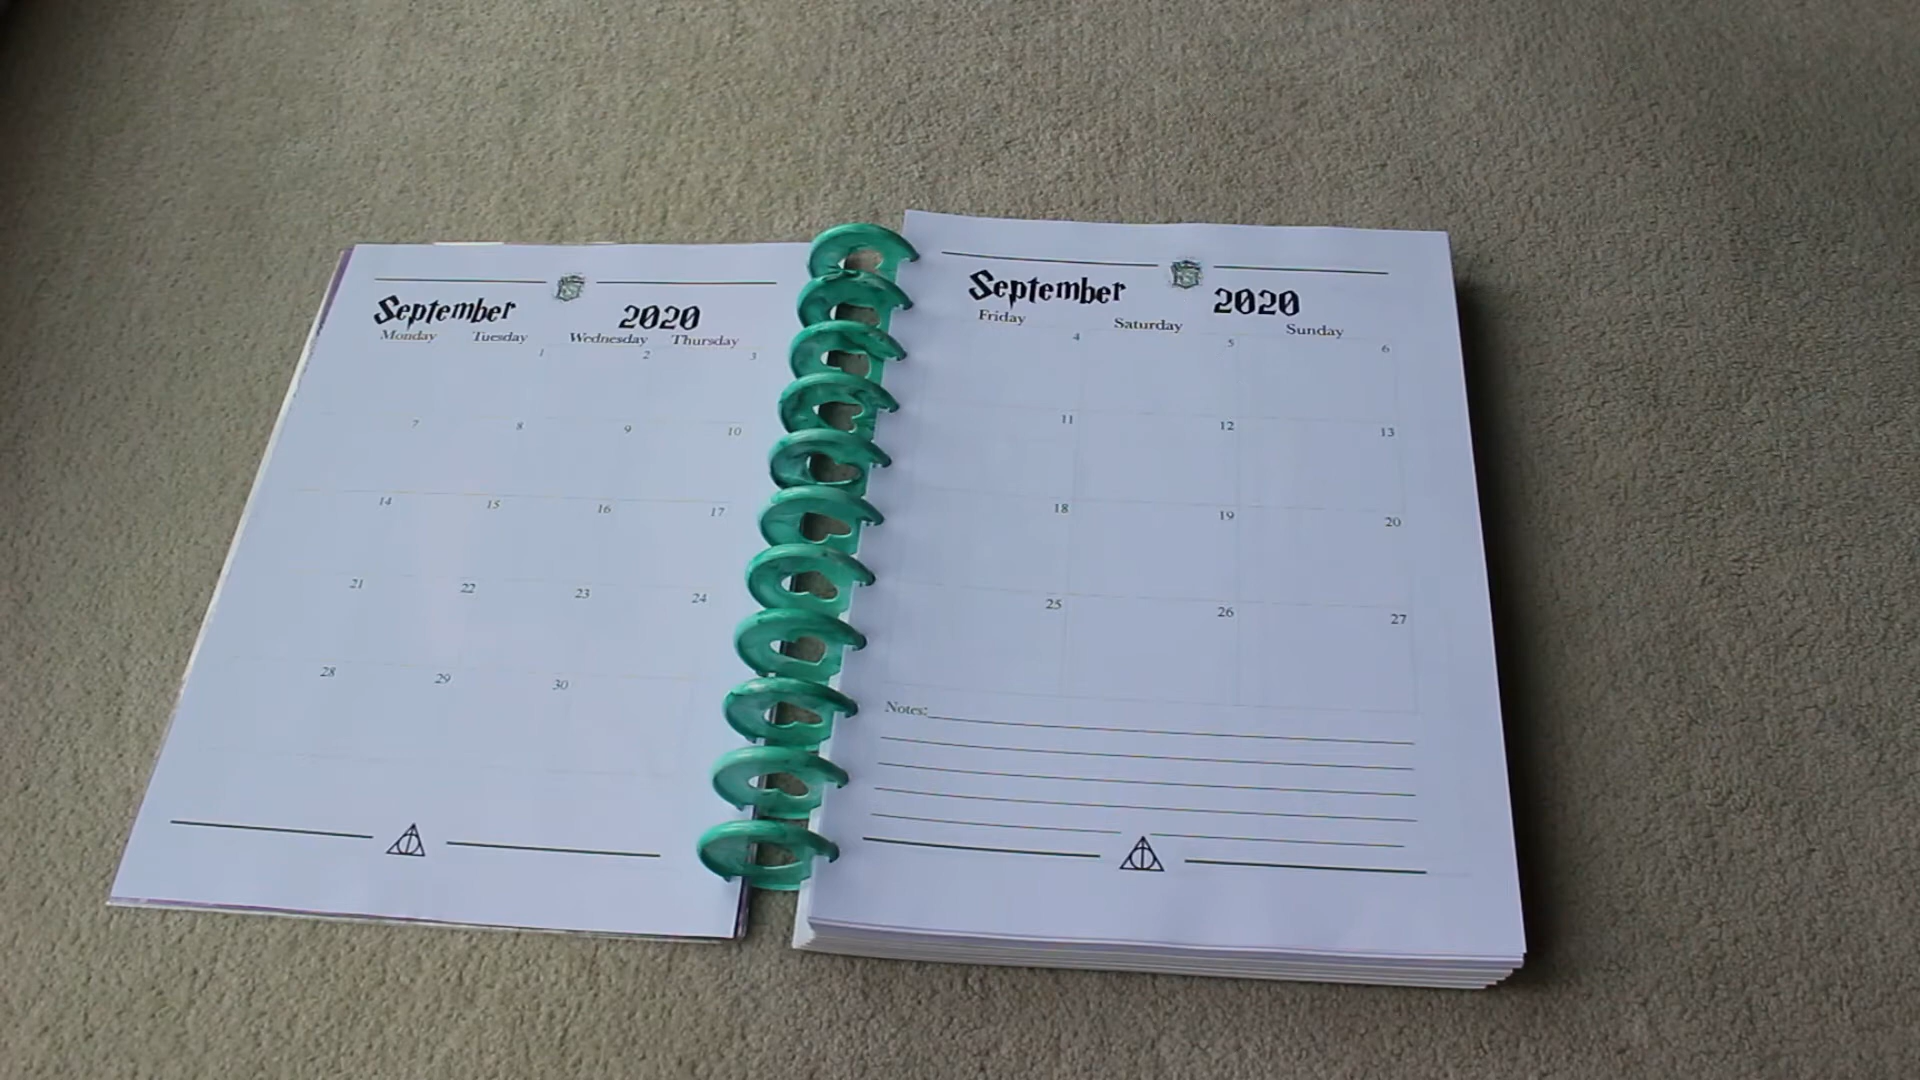 September 2020
Monday Tuesday Wednesday Thursday
1 2 3
7 8 9 10
14 15 16 17
21 22 23 24
28 29 30
September 2020
Friday Saturday Sunday
4 5 6
11 12 13
18 19 20
25 26 27
Notes: